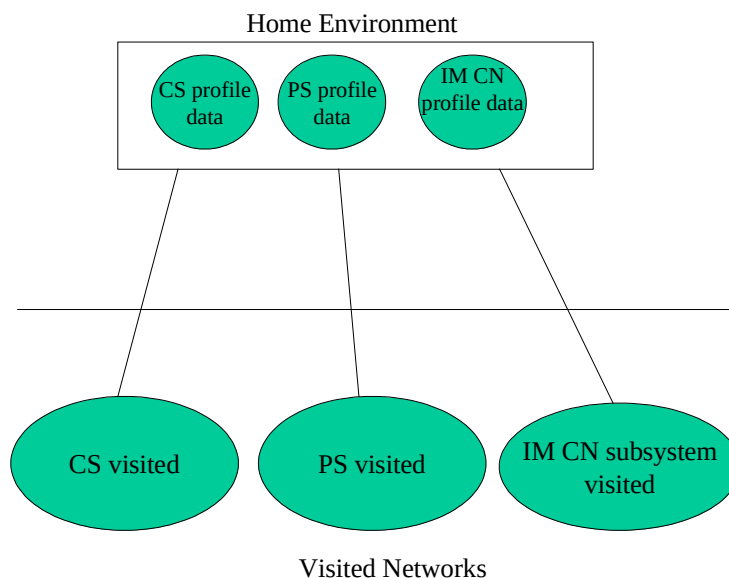 Home Environment
CS profile
data
PS profile
data
IM CN
profile data
CS visited
PS visited
IM CN subsystem
visited
Visited Networks